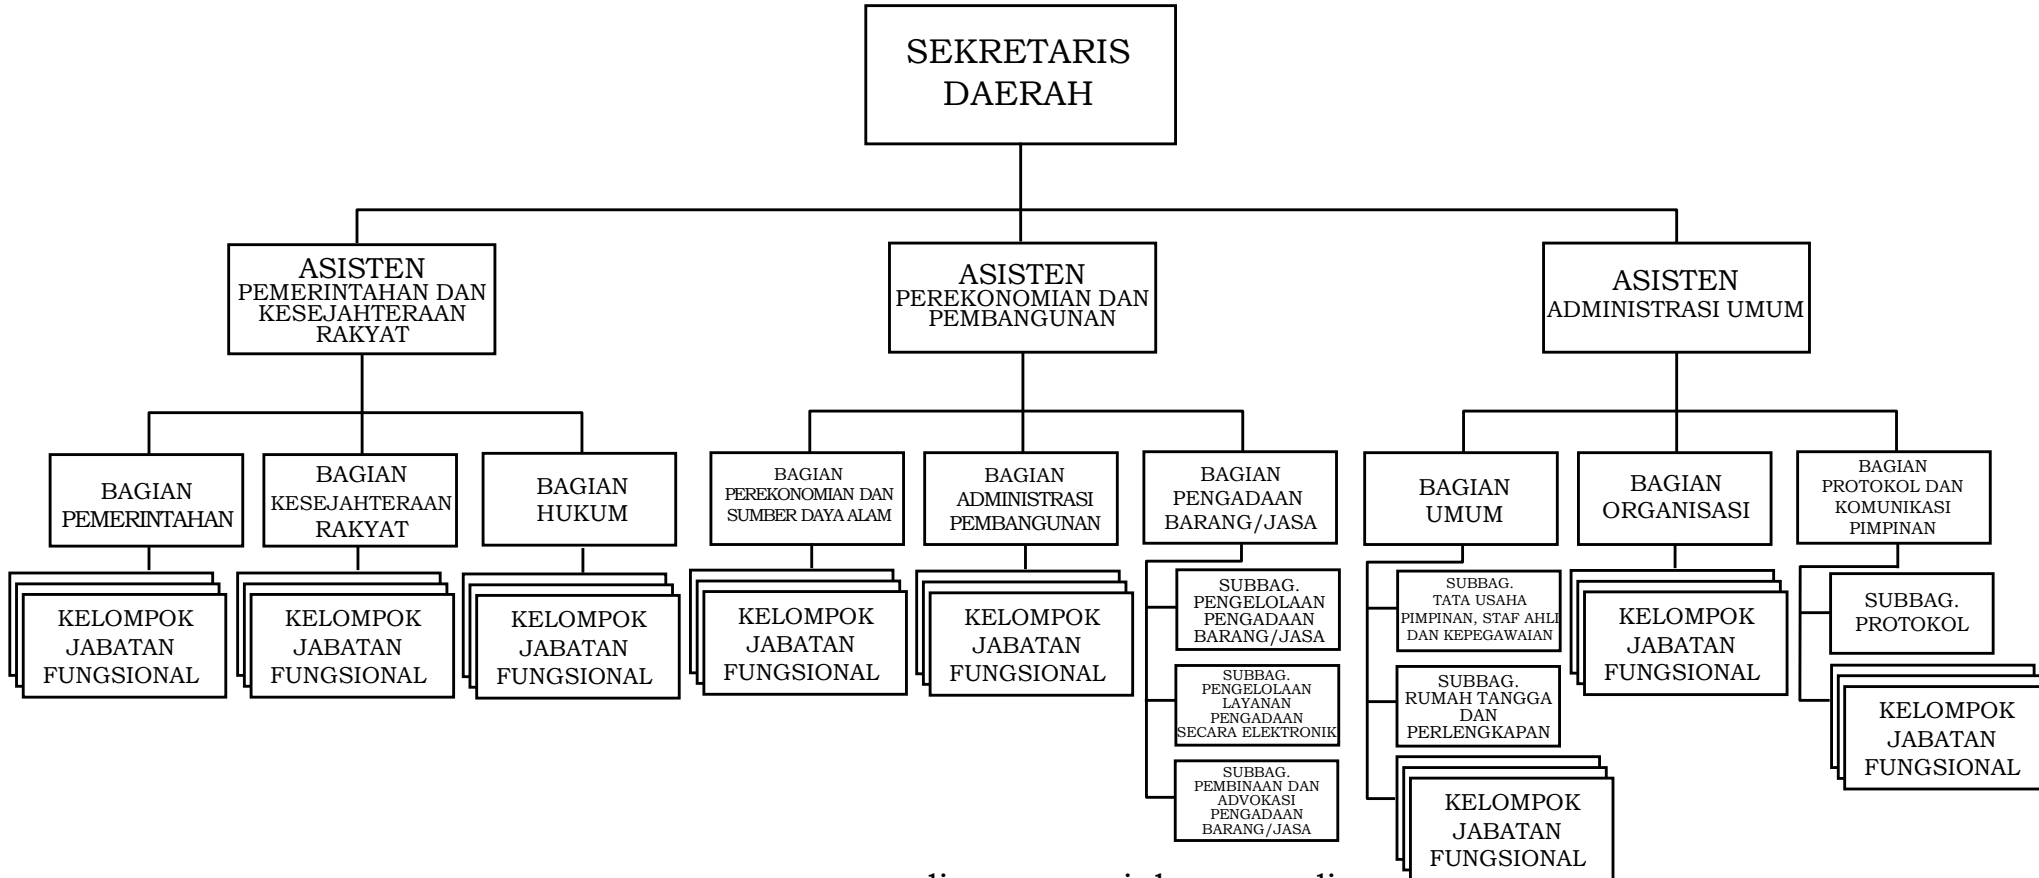 SEKRETARIS
DAERAH
ASISTEN
PEMERINTAHAN DAN
KESEJAHTERAAN
RAKYAT
ASISTEN
PEREKONOMIAN DAN
PEMBANGUNAN
ASISTEN
ADMINISTRASI UMUM
BAGIAN
PEMERINTAHAN
BAGIAN
KESEJAHTERAAN
RAKYAT
BAGIAN
HUKUM
BAGIAN
PEREKONOMIAN DAN
SUMBER DAYA ALAM
BAGIAN
ADMINISTRASI
PEMBANGUNAN
BAGIAN
PENGADAAN
BARANG/JASA
BAGIAN
UMUM
BAGIAN
ORGANISASI
BAGIAN
PROTOKOL DAN
KOMUNIKASI
PIMPINAN
KELOMPOK
JABATAN
FUNGSIONAL
KELOMPOK
JABATAN
FUNGSIONAL
KELOMPOK
JABATAN
FUNGSIONAL
KELOMPOK
JABATAN
FUNGSIONAL
KELOMPOK
JABATAN
FUNGSIONAL
SUBBAG.
PENGELOLAAN
PENGADAAN
BARANG/JASA
SUBBAG.
PENGELOLAAN
LAYANAN
PENGADAAN
SECARA ELEKTRONIK
SUBBAG.
PEMBINAAN DAN
ADVOKASI
PENGADAAN
BARANG/JASA
SUBBAG.
TATA USAHA
PIMPINAN, STAF AHLI
DAN KEPEGAWAIAN
SUBBAG.
RUMAH TANGGA
DAN
PERLENGKAPAN
KELOMPOK
JABATAN
FUNGSIONAL
KELOMPOK
JABATAN
FUNGSIONAL
SUBBAG.
PROTOKOL
KELOMPOK
JABATAN
FUNGSIONAL